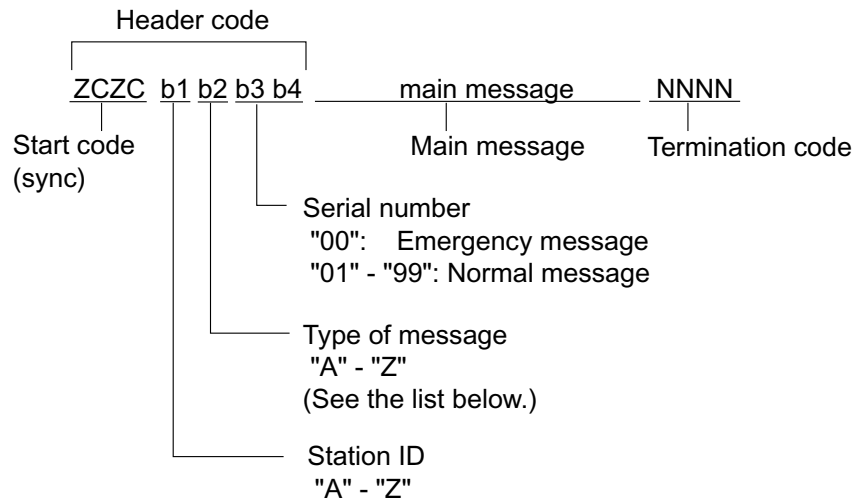 Header code
ZCZC b1 b2 b3 b4 main message NNNN
Start code
(sync)
Main message
Termination code
Serial number
"00": Emergency message
"01" - "99": Normal message
Type of message
"A" - "Z"
(See the list below.)
Station ID
"A" - "Z"